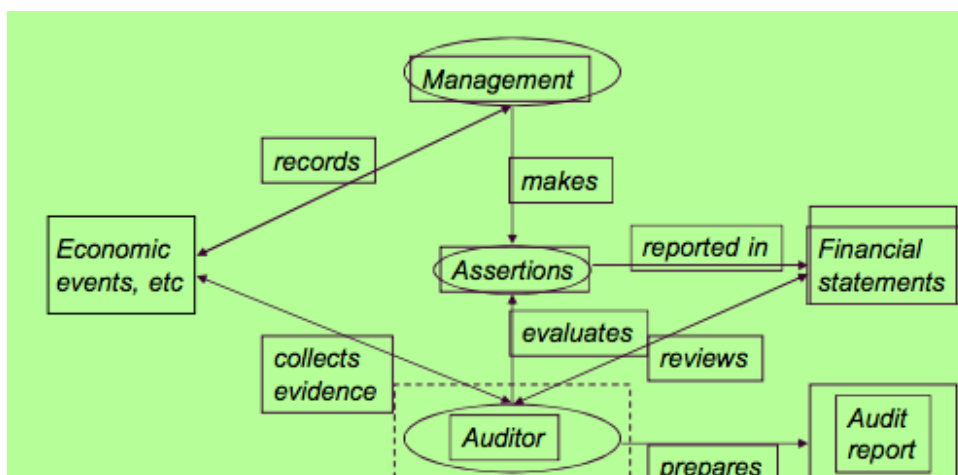 Management
records
makes
Economic
events, etc
reported in
Assertions
Financial
statements
evaluates
collects
evidence
reviews
Auditor
Audit
report
prepares